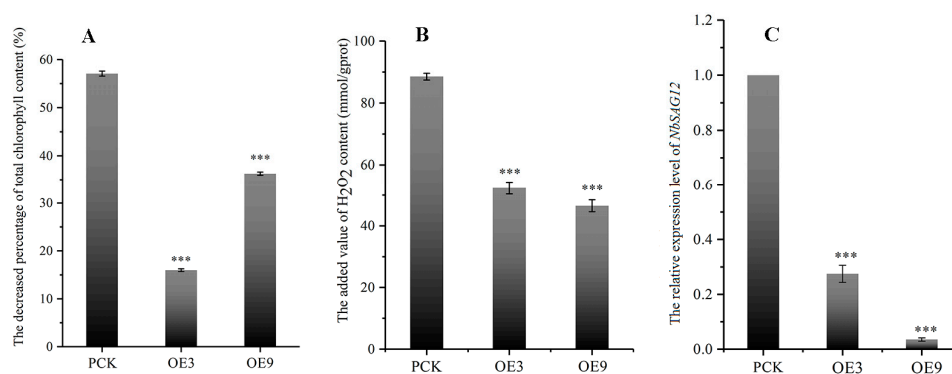 A
The decreased percentage of total chlorophyll content (%)
60
50
40
30
20
10
0
***
***
PCK
OE3
OE9
B
The added value of H2O2 content (mmol/gprot)
100
80
60
40
20
0
***
***
PCK
OE3
OE9
C
The relative expression level of NbSAG12
1.2
1.0
0.8
0.6
0.4
0.2
0.0
***
***
PCK
OE3
OE9